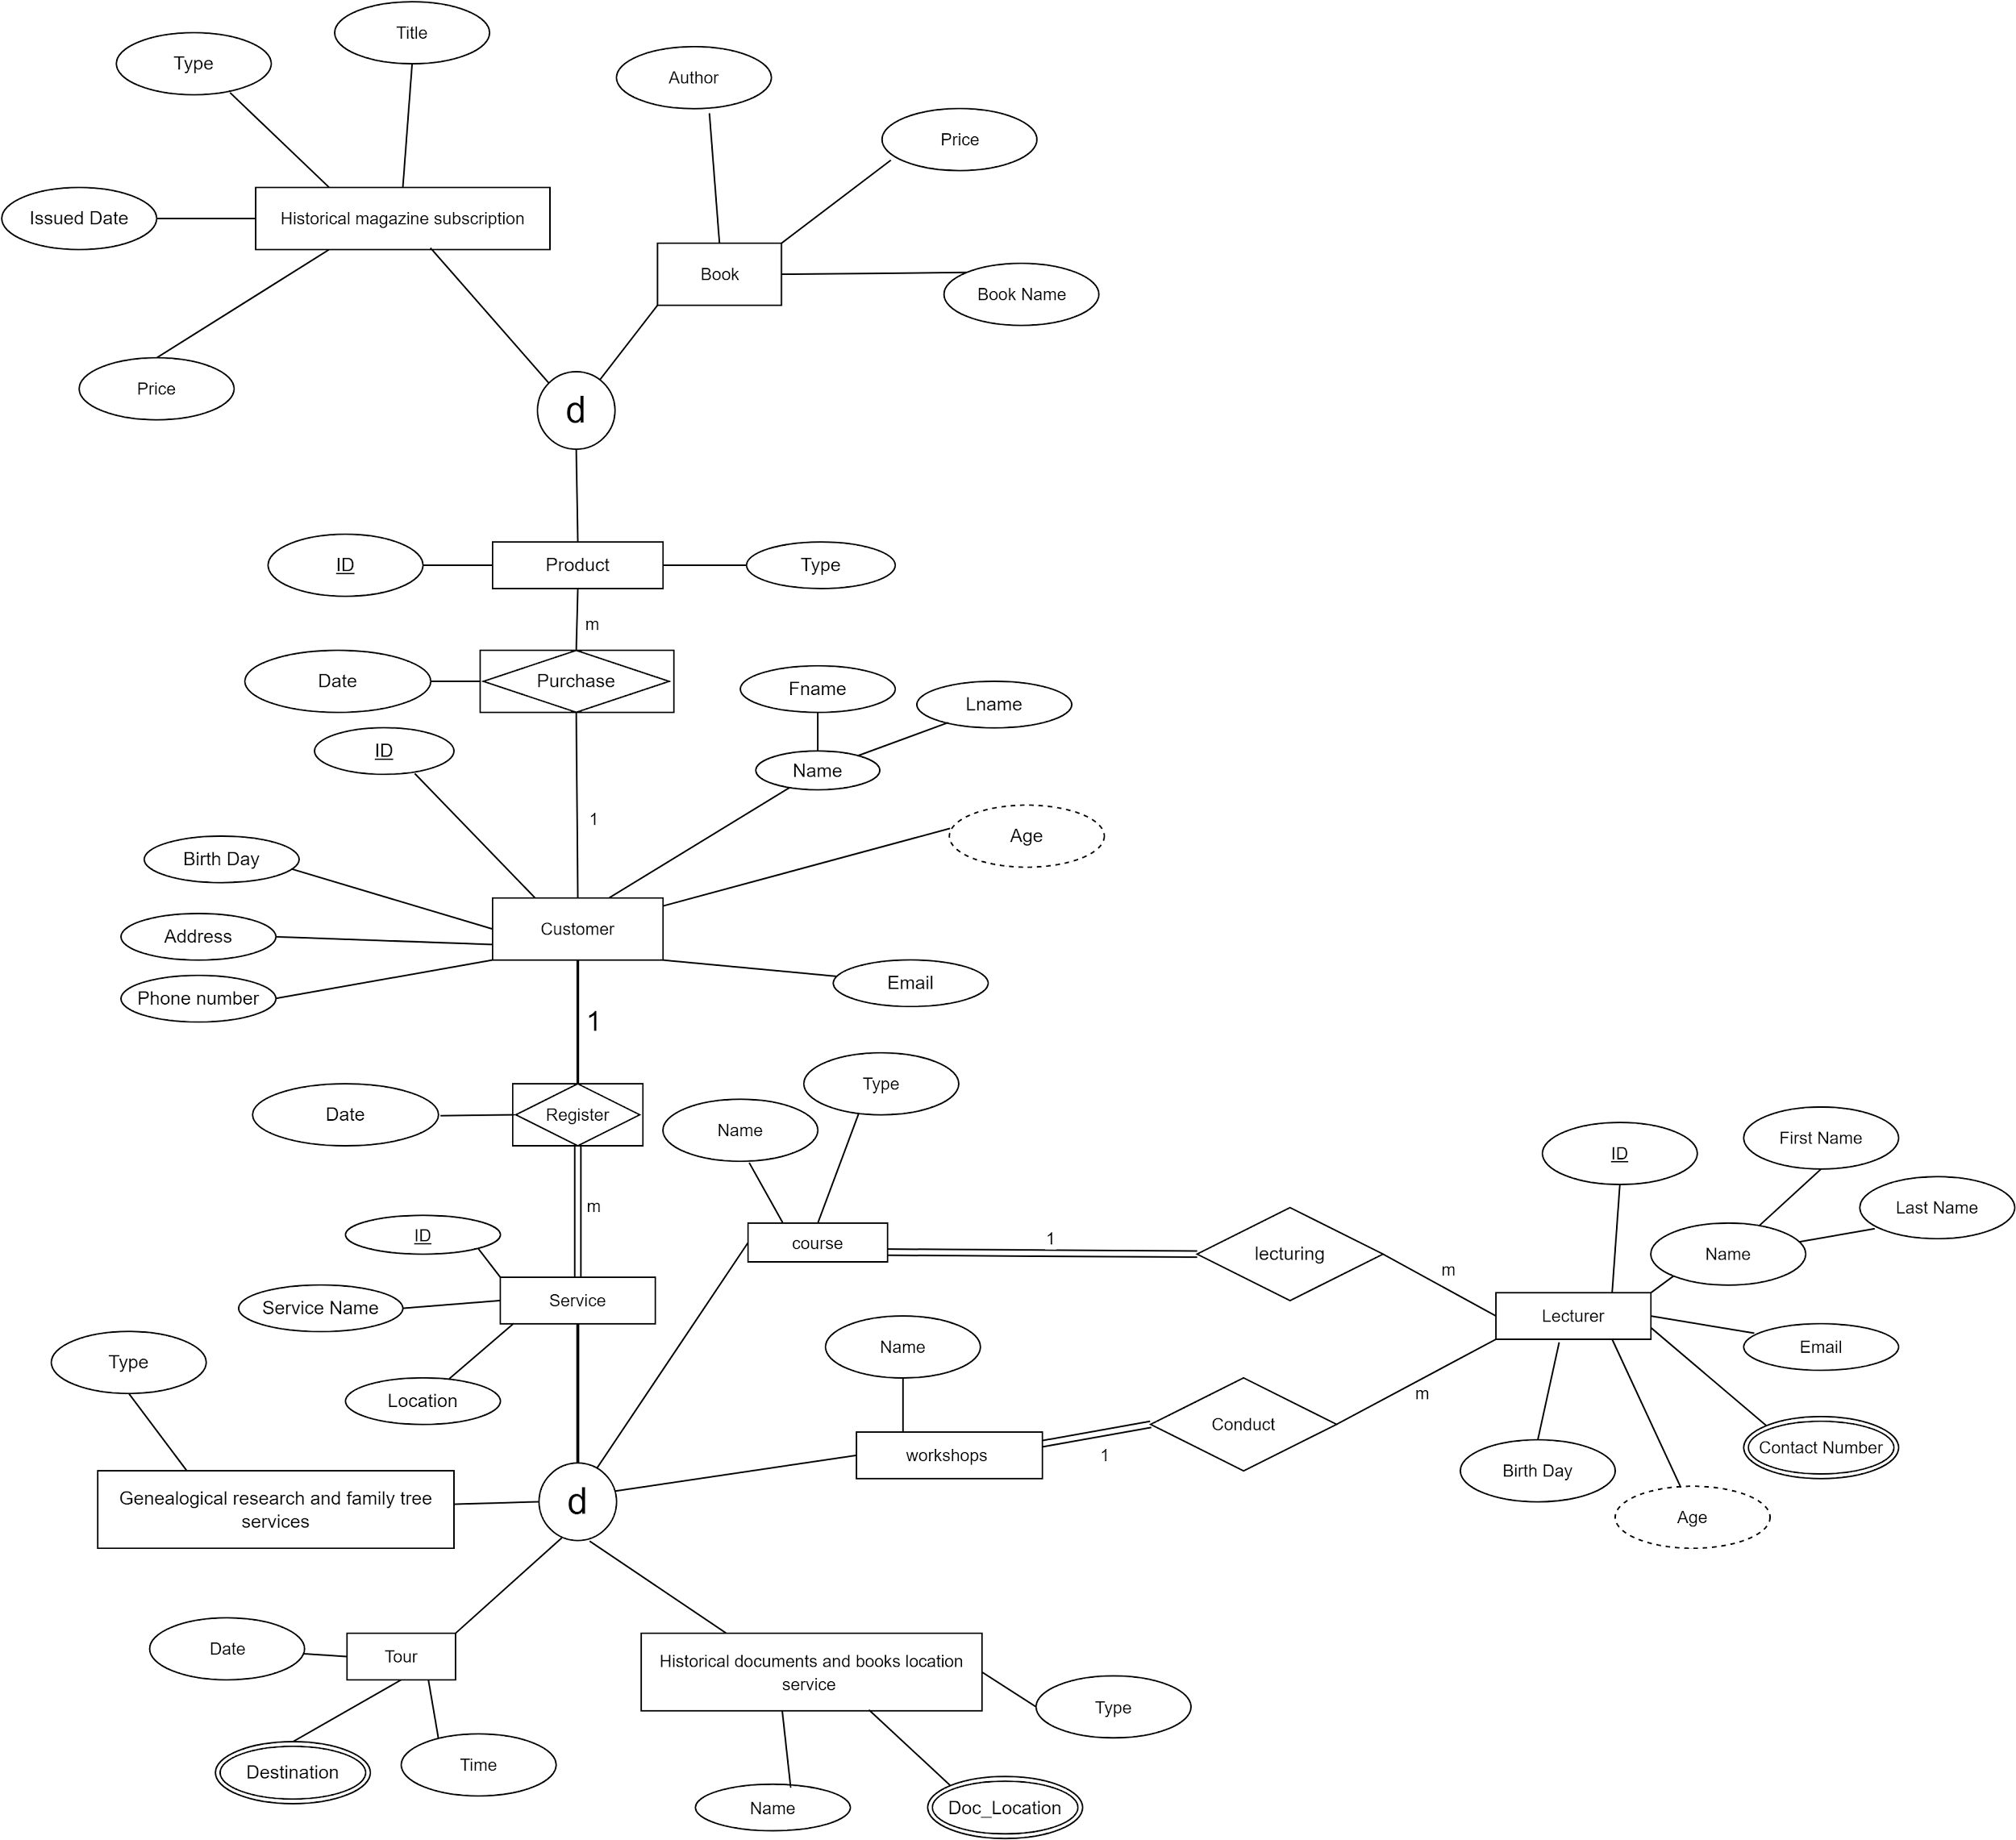 Title
Type
Author
Price
Issued Date
Historical magazine subscription
Book
Book Name
Price
d
ID
Product
Type
m
Date
Purchase
Fname
Lname
ID
Name
1
Age
Birth Day
Customer
Address
Email
Phone number
1
Type
Date
Register
Name
ID
First Name
m
Last Name
ID
course
1
lecturing
Name
m
Service
Service Name
Lecturer
Type
Name
Email
Location
m
Conduct
Contact Number
workshops
1
Birth Day
Genealogical research and family tree
services
d
Age
Date
Tour
Historical documents and books location
service
Type
Destination
Time
Name
Doc_Location